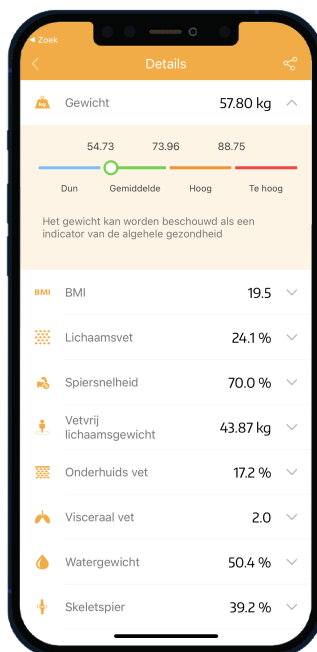 ◂ Zoek
Details
kg
Gewicht 57.80 kg
54.73 73.96 88.75
Dun Gemiddelde Hoog Te hoog
Het gewicht kan worden beschouwd als een
indicator van de algehele gezondheid
BMI BMI 19.5
Lichaamsvet 24.1 %
Spiersnelheid 70.0 %
Vetvrij
lichaamsgewicht 43.87 kg
Onderhuids vet 17.2 %
Visceraal vet 2.0
Watergewicht 50.4 %
Skeletspier 39.2 %